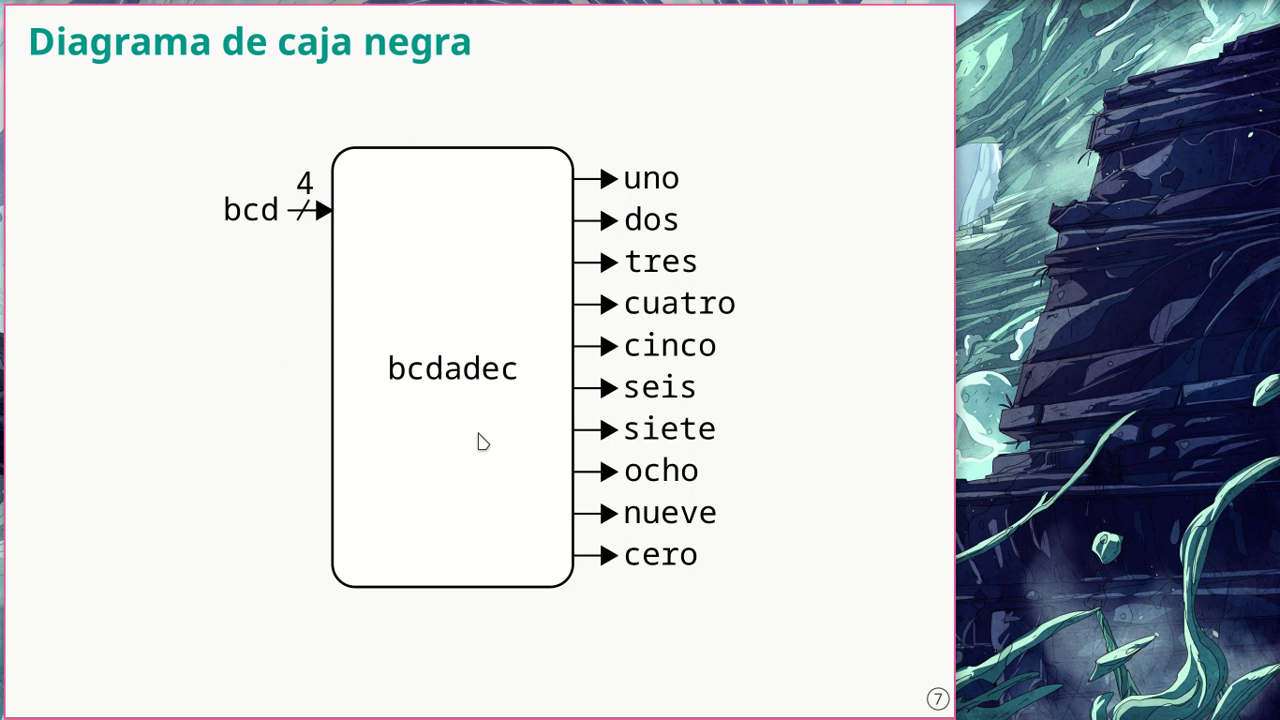 Diagrama de caja negra
4
bcd
bcdadec
uno
dos
tres
cuatro
cinco
seis
siete
ocho
nueve
cero
7